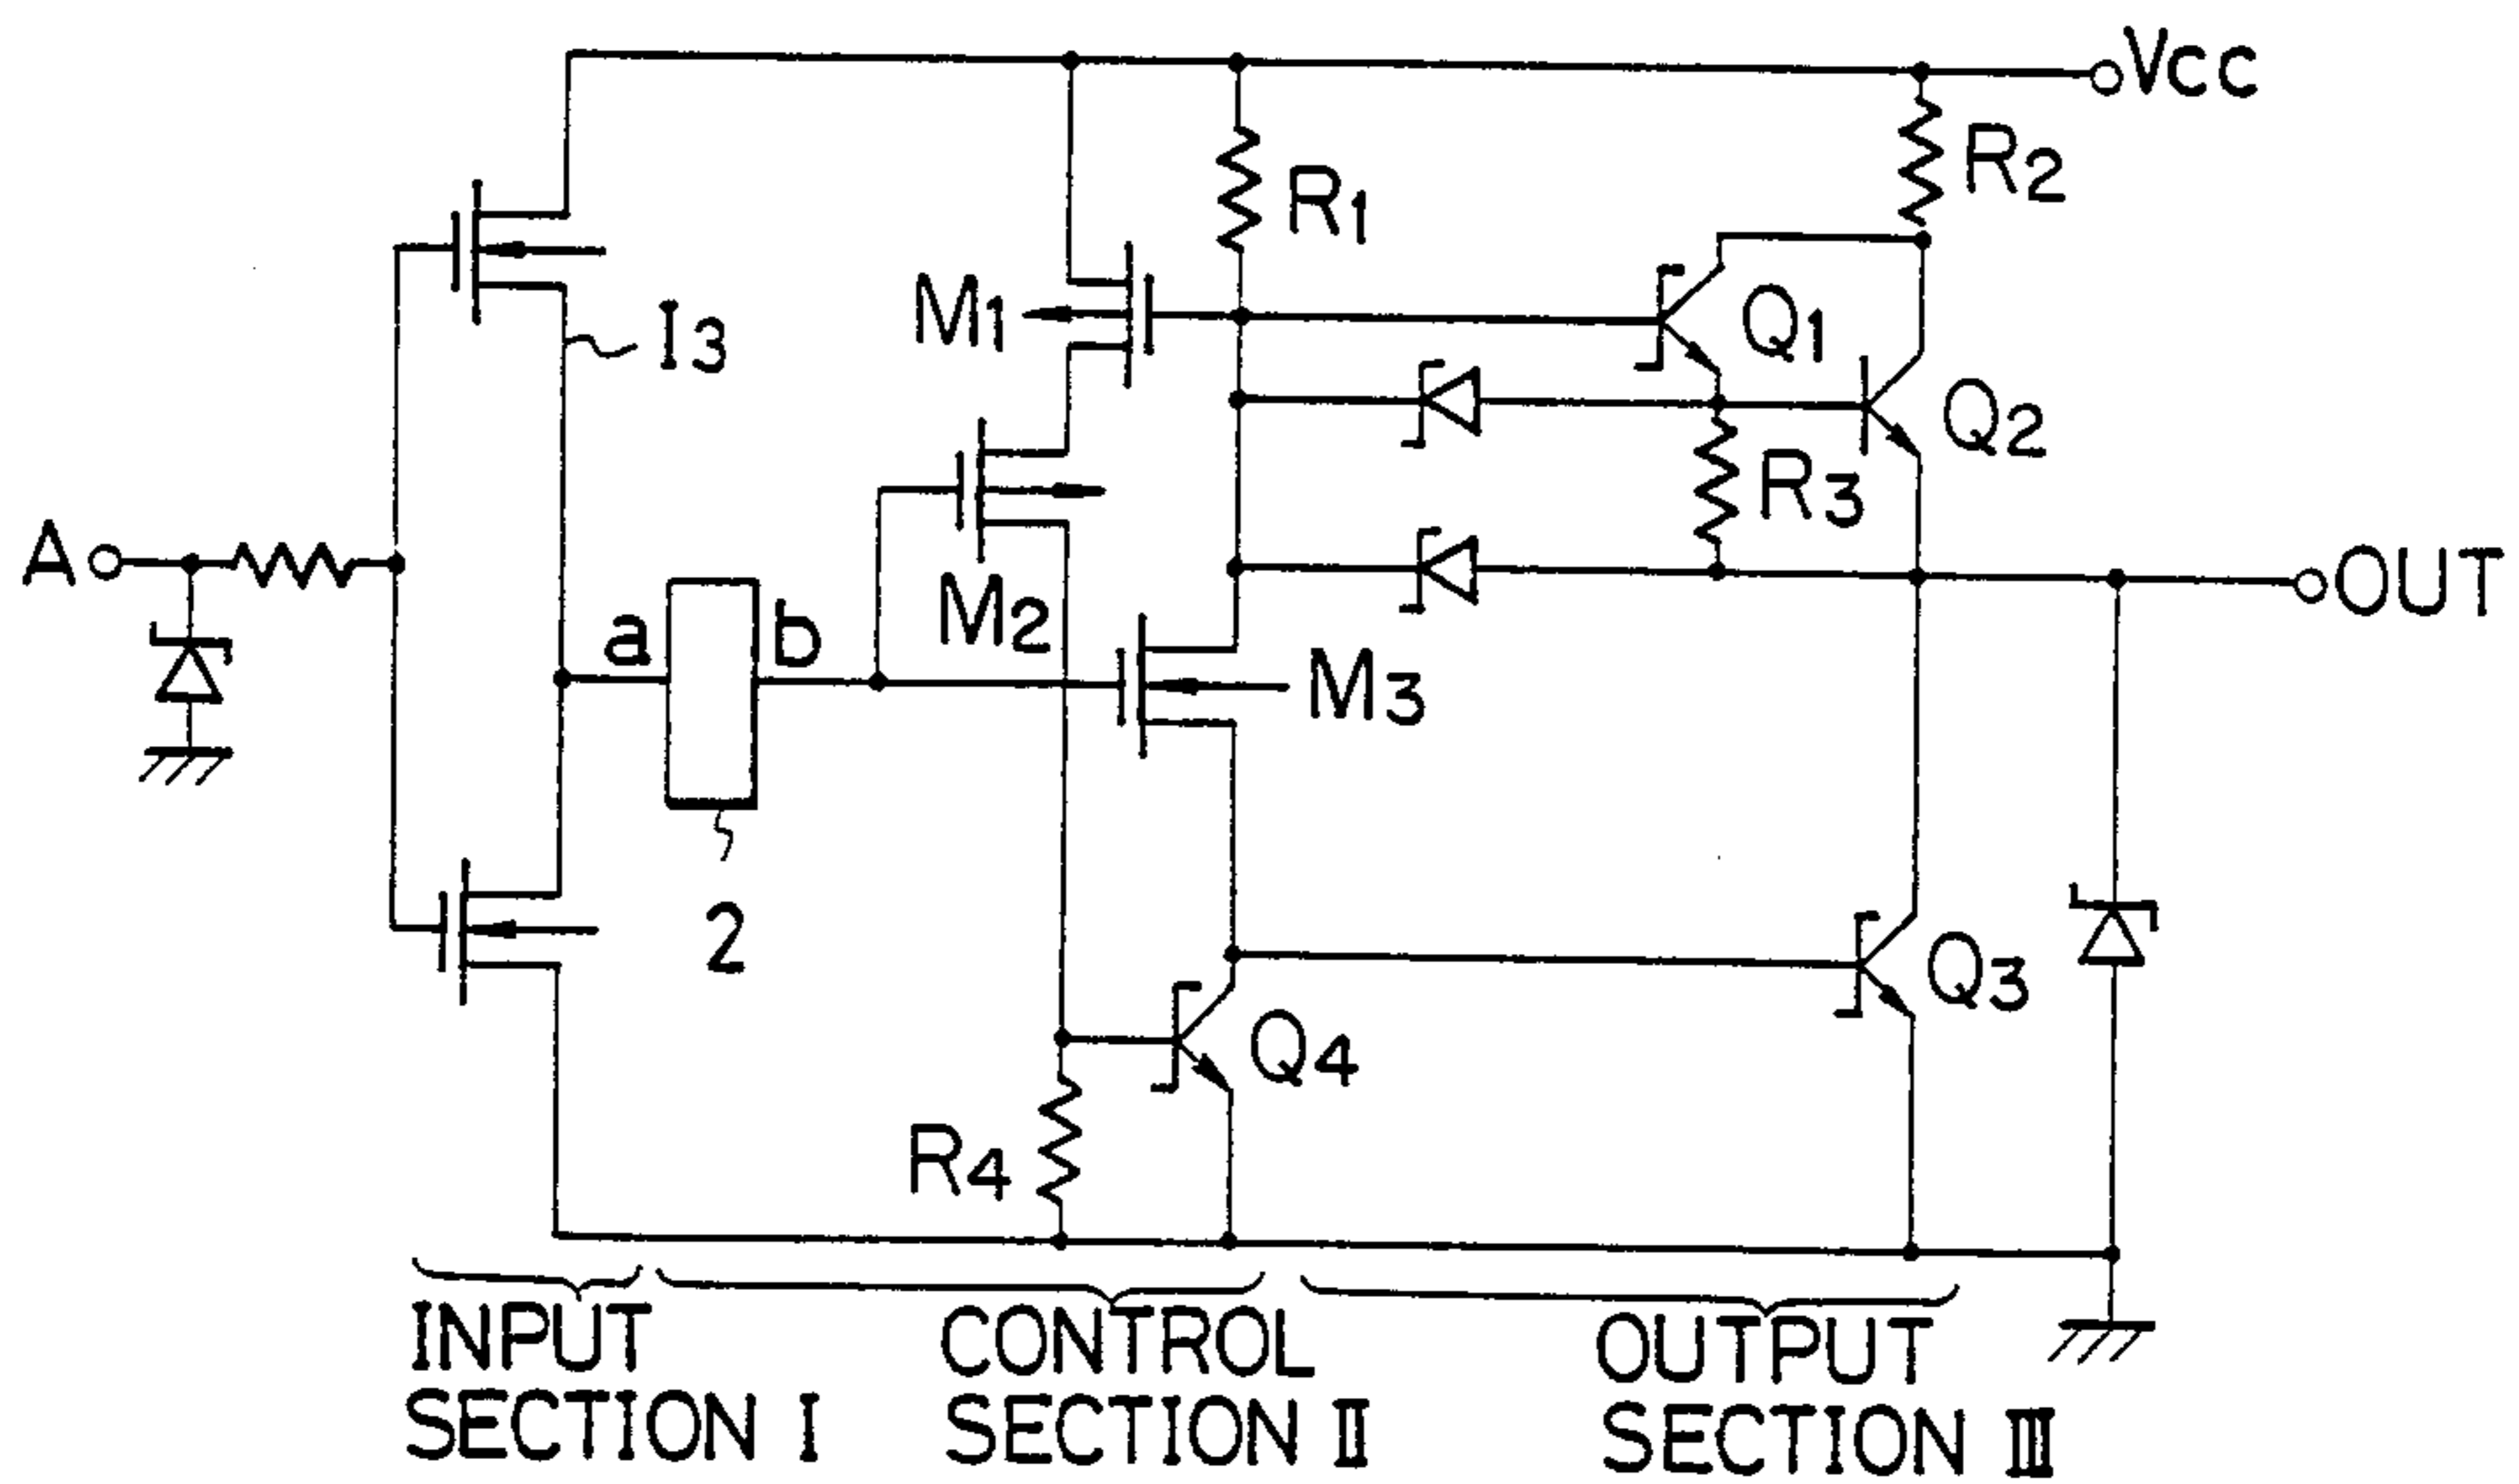 Vcc
R2
R1
M1
Q1
I3
Q2
R3
A
OUT
M2
a
b
M3
2
Q3
Q4
R4
INPUT
SECTION I
CONTROL
SECTION II
OUTPUT
SECTION III